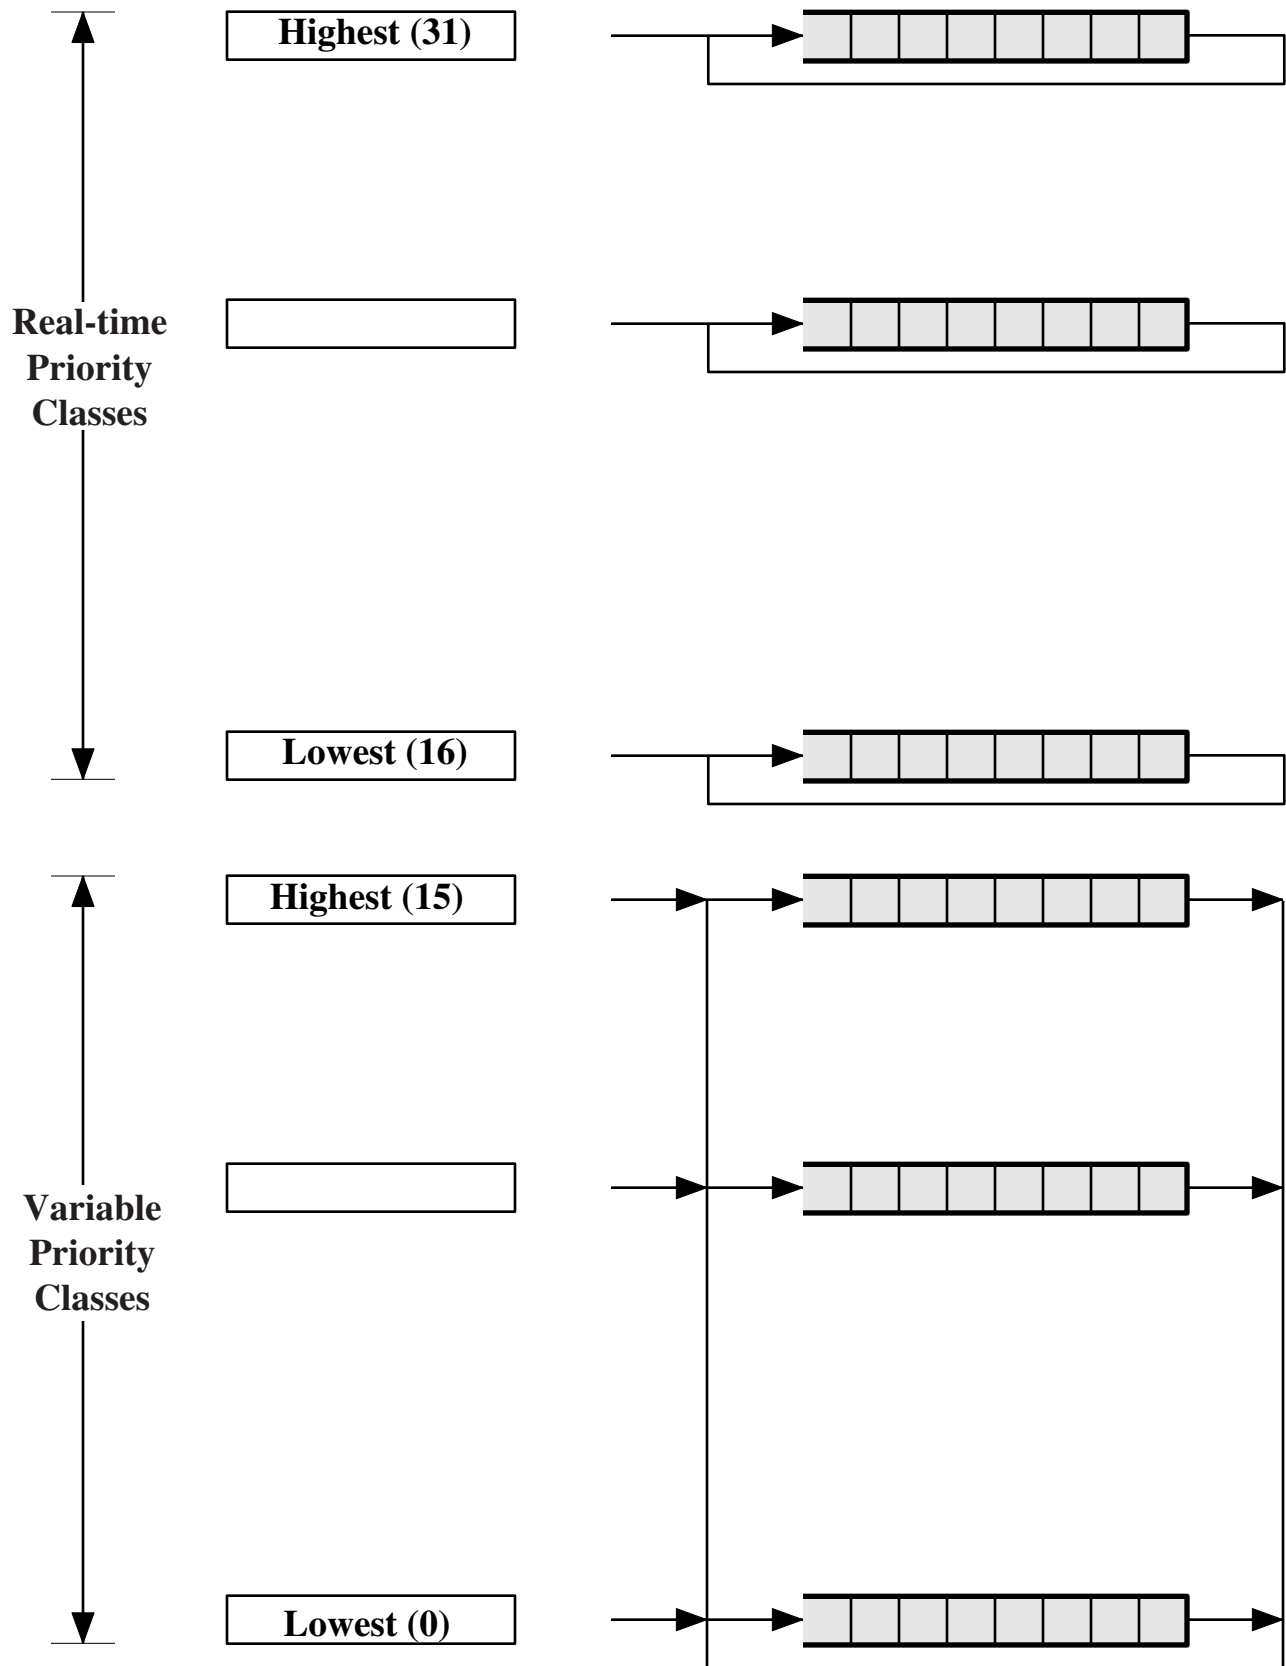 Highest (31)
Real-time
Priority
Classes
Lowest (16)
Highest (15)
Variable
Priority
Classes
Lowest (0)